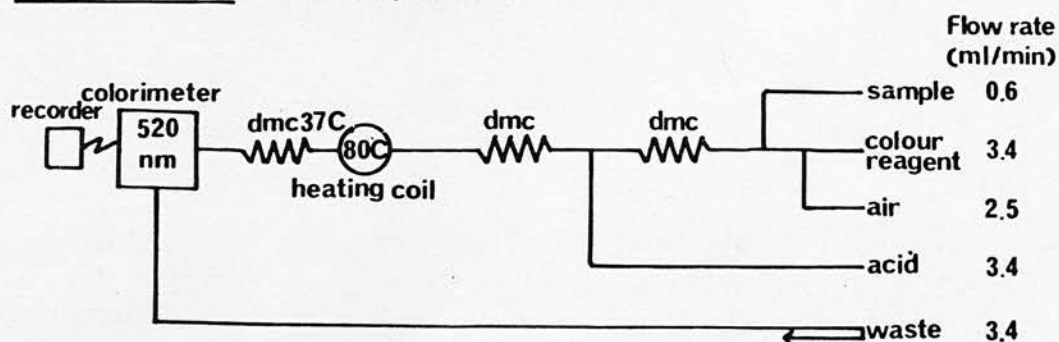 Flow rate
(ml/min)
sample 0.6
colorimeter
recorder
520
nm
dmc37C
80C
heating coil
dmc
dmc
colour
reagent 3.4
air 2.5
acid 3.4
waste 3.4